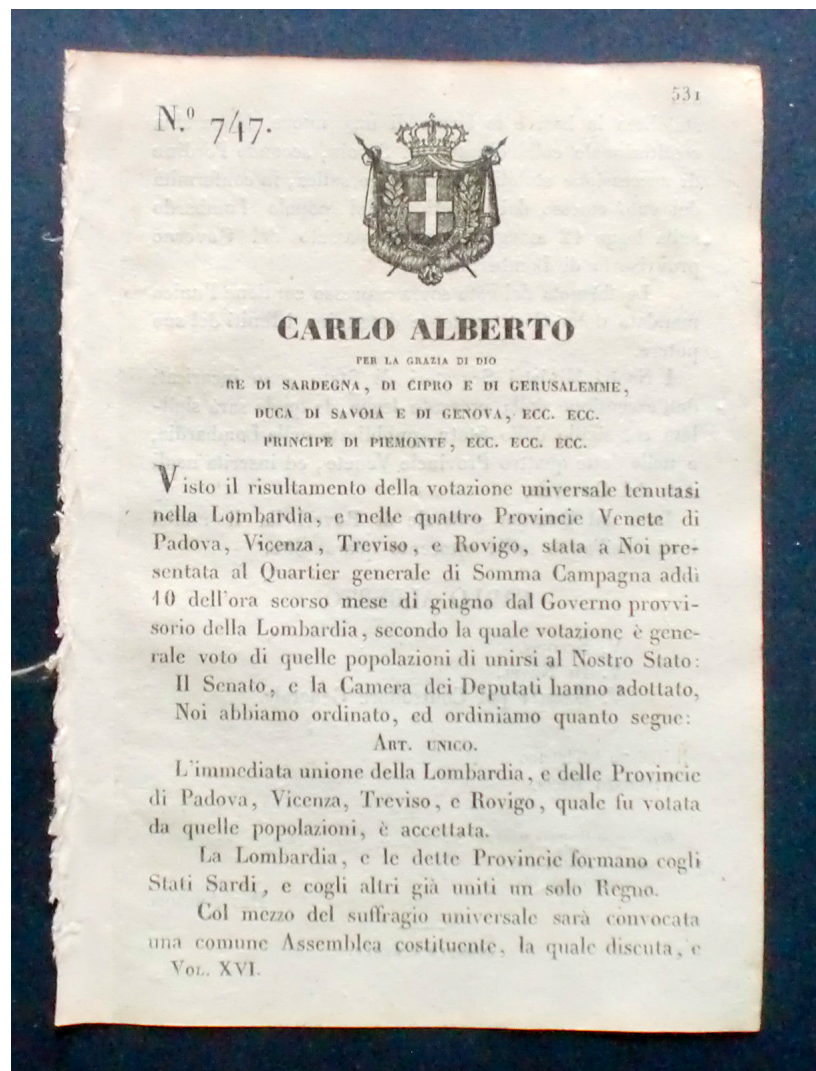 531
N.º 747.
CARLO ALBERTO
PER LA GRAZIA DI DIO
RE DI SARDEGNA, DI CIPRO E DI GERUSALEMME,
DUCA DI SAVOIA E DI GENOVA, ECC. ECC.
PRINCIPE DI PIEMONTE, ECC. ECC. ECC.
Visto il risultamento della votazione universale tenutasi
nella Lombardia, e nelle quattro Provincie Venete di
Padova, Vicenza, Treviso, e Rovigo, stata a Noi pre-
sentata al Quartier generale di Somma Campagna addì
10 dell'ora scorso mese di giugno dal Governo provvi-
sorio della Lombardia, secondo la quale votazione è gene-
rale voto di quelle popolazioni di unirsi al Nostro Stato:
Il Senato, e la Camera dei Deputati hanno adottato,
Noi abbiamo ordinato, ed ordiniamo quanto segue:
ART. UNICO.
L'immediata unione della Lombardia, e delle Provincie
di Padova, Vicenza, Treviso, e Rovigo, quale fu votata
da quelle popolazioni, è accettata.
La Lombardia, e le dette Provincie formano cogli
Stati Sardi, e cogli altri già uniti un solo Regno.
Col mezzo del suffragio universale sarà convocata
una comune Assemblea costituente, la quale discuta, e
VOL. XVI.